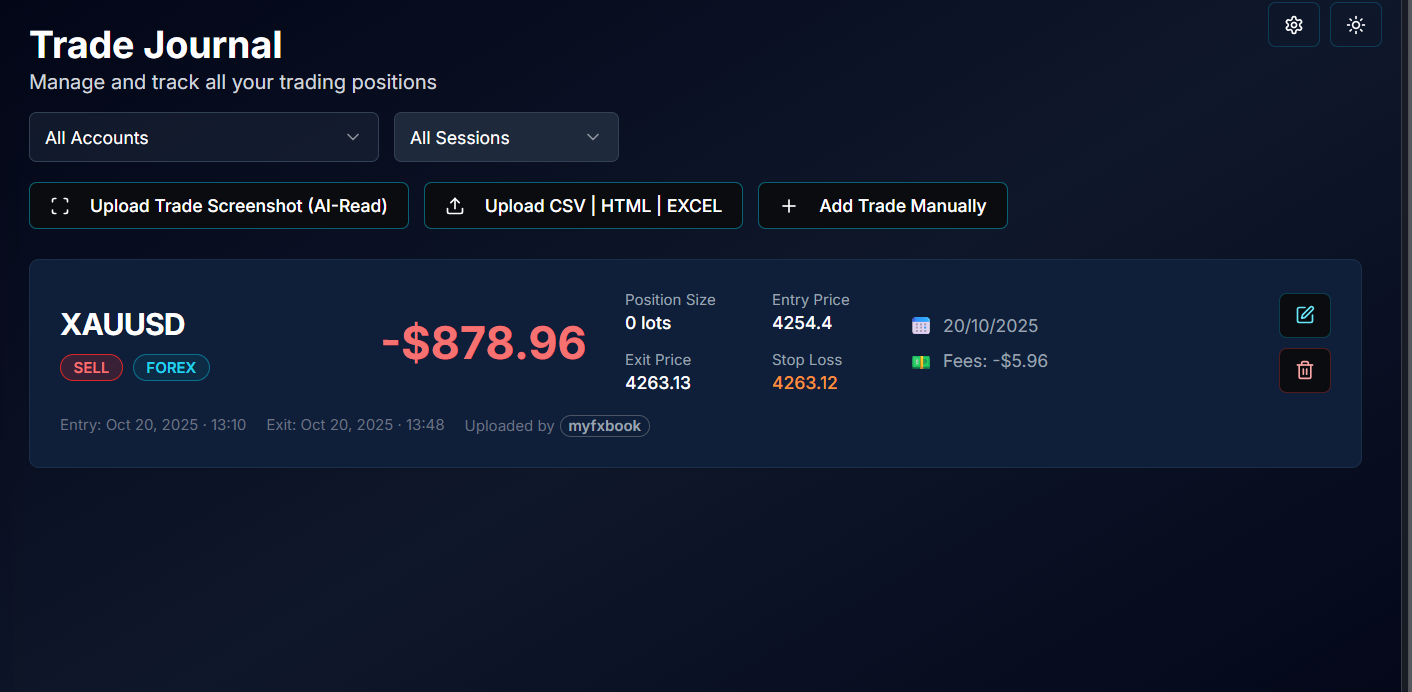 Trade Journal
Manage and track all your trading positions
All Accounts
All Sessions
Upload Trade Screenshot (AI-Read)
Upload CSV | HTML | EXCEL
Add Trade Manually
XAUUSD
SELL
FOREX
-$878.96
Position Size
0 lots
Entry Price
4254.4
Exit Price
4263.13
Stop Loss
4263.12
20/10/2025
Fees: -$5.96
Entry: Oct 20, 2025 · 13:10
Exit: Oct 20, 2025 · 13:48
Uploaded by myfxbook